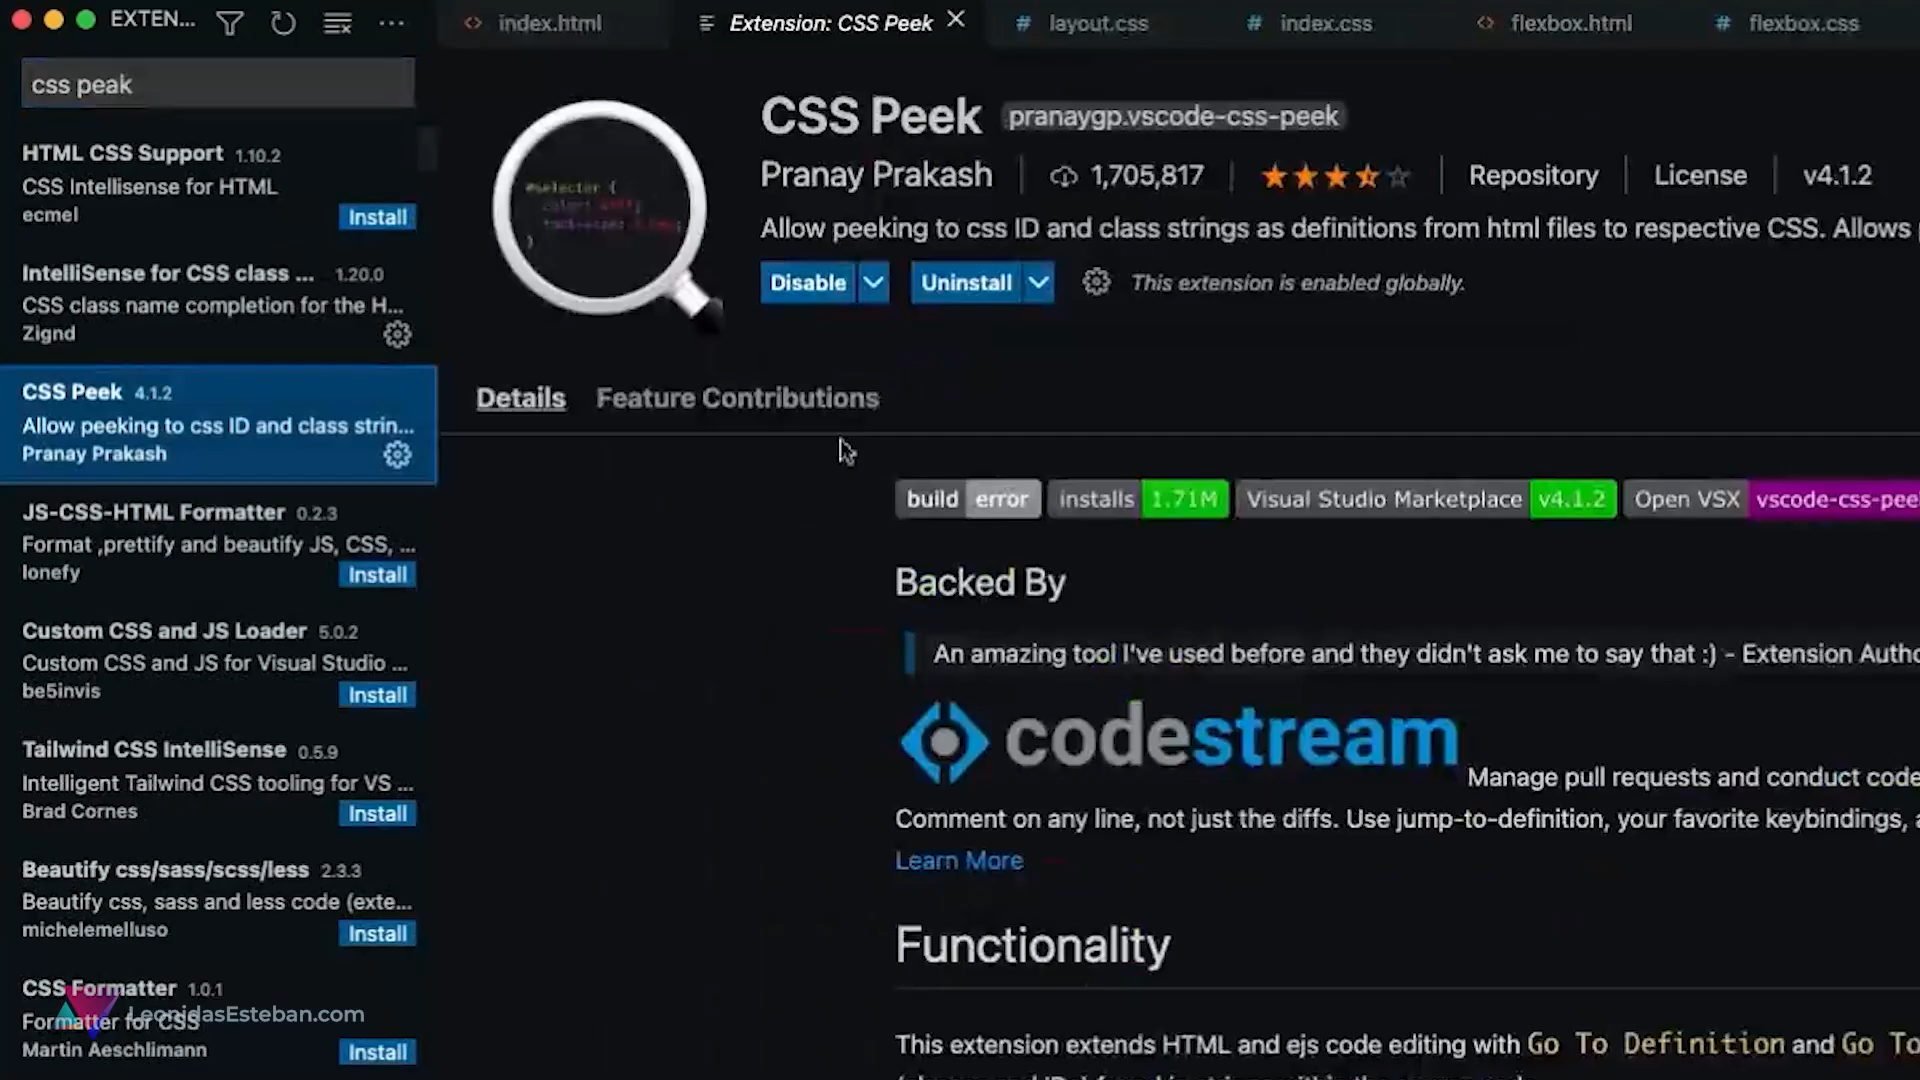 EXTEN...
index.html
Extension: CSS Peek
layout.css
index.css
flexbox.html
flexbox.css
css peak
HTML CSS Support 1.10.2
CSS Intellisense for HTML
ecmel
Install
IntelliSense for CSS class ... 1.20.0
CSS class name completion for the H...
Zignd
CSS Peek 4.1.2
Allow peeking to css ID and class strin...
Pranay Prakash
JS-CSS-HTML Formatter 0.2.3
Format ,prettify and beautify JS, CSS, ...
lonefy
Install
Custom CSS and JS Loader 5.0.2
Custom CSS and JS for Visual Studio ...
be5invis
Install
Tailwind CSS IntelliSense 0.5.9
Intelligent Tailwind CSS tooling for VS ...
Brad Cornes
Install
Beautify css/sass/scss/less 2.3.3
Beautify css, sass and less code (exte...
michelemelluso
Install
CSS Formatter 1.0.1
Formatter for CSS
Martin Aeschlimann
Install
LeonidasEsteban.com
#selector {
}
CSS Peek pranaygp.vscode-css-peek
Pranay Prakash 1,705,817 Repository License v4.1.2
Allow peeking to css ID and class strings as definitions from html files to respective CSS. Allows
Disable Uninstall This extension is enabled globally.
Details Feature Contributions
build error installs 1.71M Visual Studio Marketplace v4.1.2 Open VSX vscode-css-pee
Backed By
An amazing tool I've used before and they didn't ask me to say that :) - Extension Autho
codestream
Manage pull requests and conduct code
Comment on any line, not just the diffs. Use jump-to-definition, your favorite keybindings,
Learn More
Functionality
This extension extends HTML and ejs code editing with Go To Definition and Go To